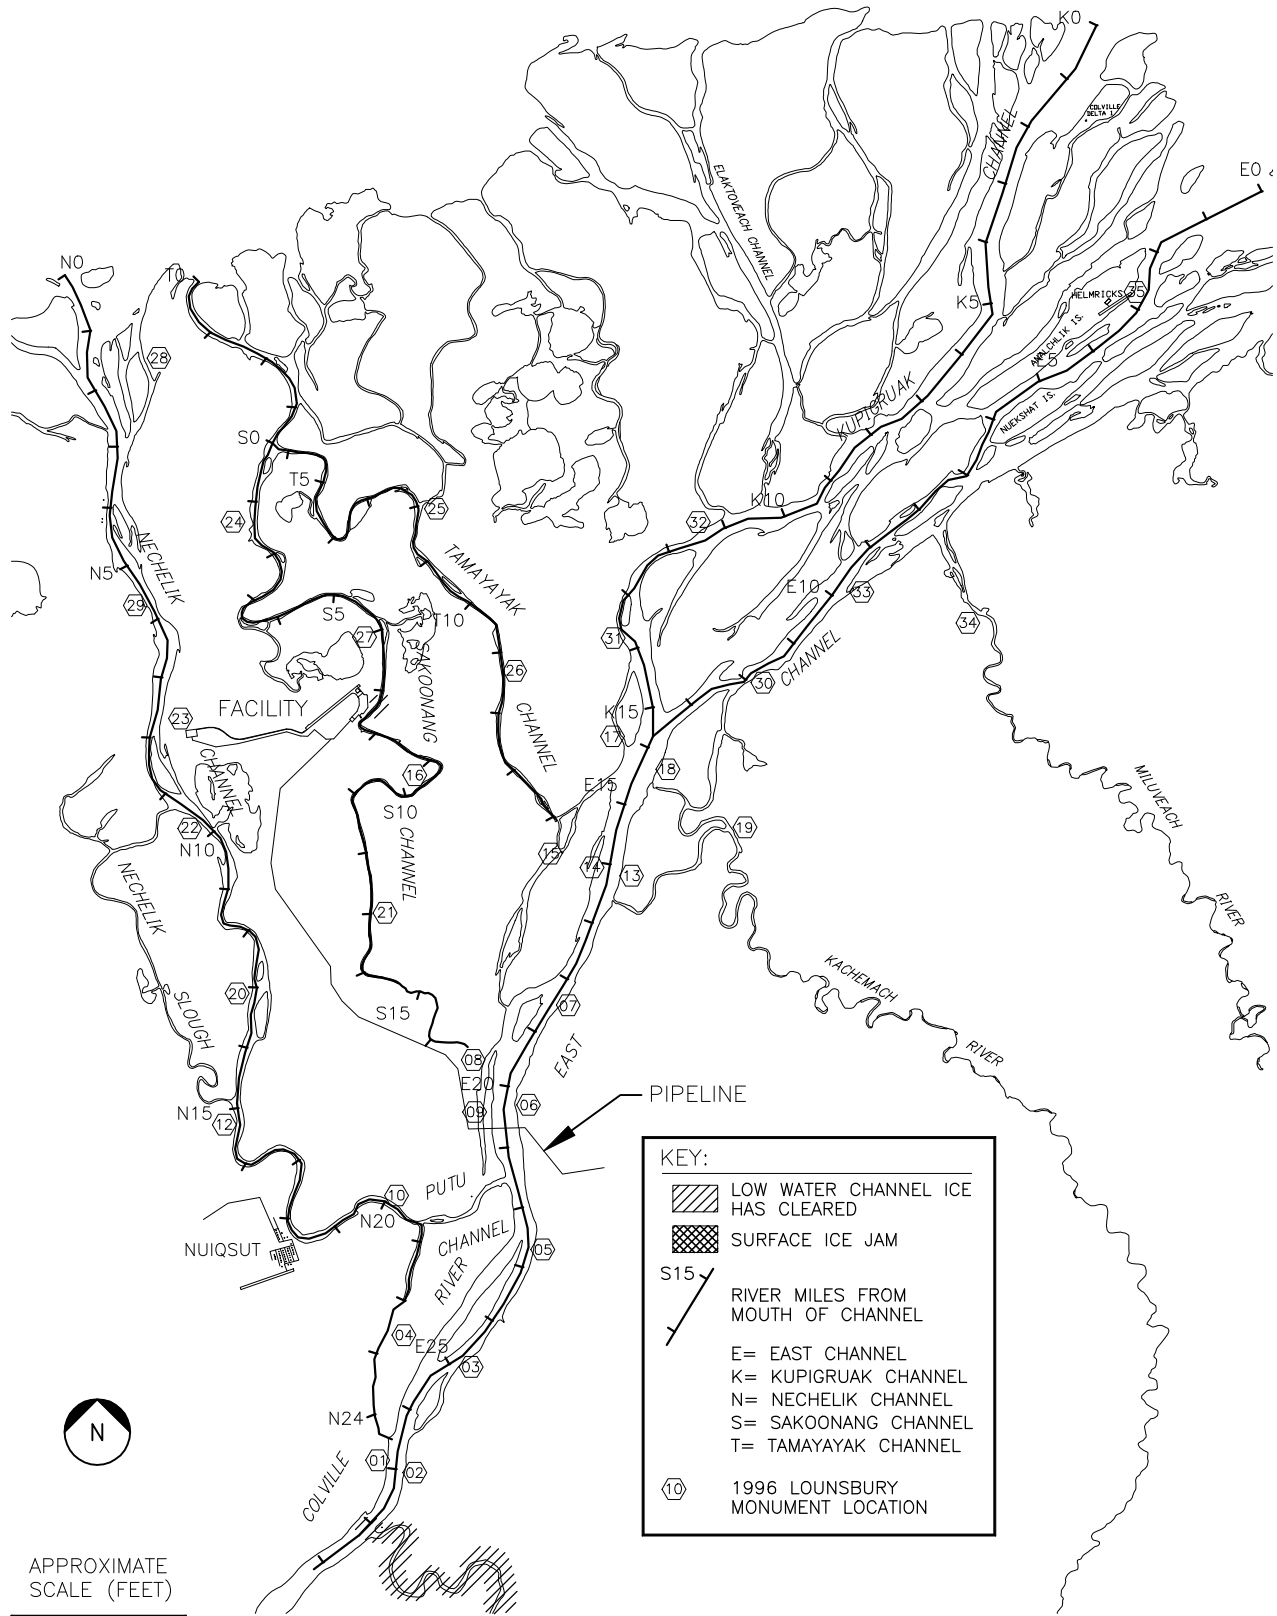 K0
COLVILLE
DELTA 1
CHANNEL
E0
ELAKTOVEACH CHANNEL
N0
T0
HELMRICKS
35
K5
ANALCHLIK IS.
E5
28
KUPIGRUAK
NUEKSHAT IS.
S0
T5
K10
24
25
32
NECHELIK
TAMAYAYAK
N5
E10
33
29
S5
T10
34
27
31
CHANNEL
SAKOONANG
26
30
FACILITY
K15
23
CHANNEL
17
CHANNEL
16
18
E15
MILUVEACH
S10
22
N10
CHANNEL
19
15
14
13
NECHELIK
21
RIVER
KACHEMACH
20
SLOUGH
07
S15
EAST
RIVER
08
E20
PIPELINE
N15
09
06
12
PUTU
10
N20
NUIQSUT
CHANNEL
05
RIVER
04
E25
03
N24
N
01
02
COLVILLE
KEY:
LOW WATER CHANNEL ICE
HAS CLEARED
SURFACE ICE JAM
S15
RIVER MILES FROM
MOUTH OF CHANNEL
E= EAST CHANNEL
K= KUPIGRUAK CHANNEL
N= NECHELIK CHANNEL
S= SAKOONANG CHANNEL
T= TAMAYAYAK CHANNEL
10
1996 LOUNSBURY
MONUMENT LOCATION
APPROXIMATE
SCALE (FEET)